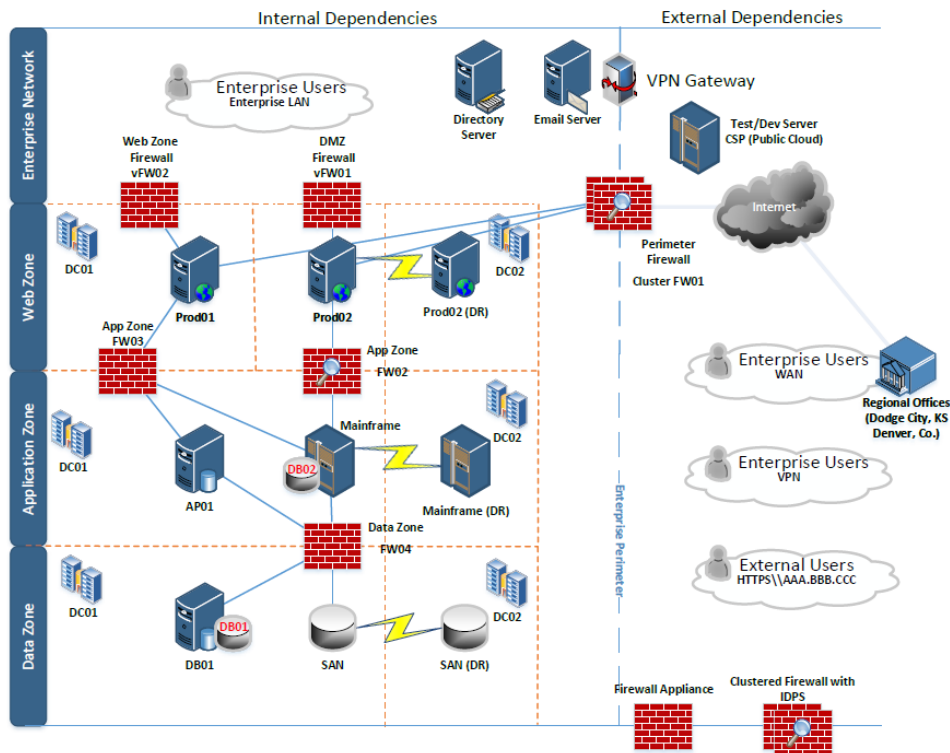 Internal Dependencies
External Dependencies
Enterprise Network
Enterprise Users
Enterprise LAN
Directory
Server
Email Server
VPN Gateway
Test/Dev Server
CSP (Public Cloud)
Web Zone
Firewall
vFW02
DMZ
Firewall
vFW01
Internet
Perimeter
Firewall
Cluster FW01
Web Zone
DC01
Prod01
Prod02
Prod02 (DR)
DC02
App Zone
FW03
App Zone
FW02
Enterprise Users
WAN
Regional Offices
(Dodge City, KS
Denver, Co.)
Application Zone
DC01
AP01
Mainframe
DB02
Mainframe (DR)
DC02
Enterprise Users
VPN
Enterprise Perimeter
Data Zone
FW04
External Users
HTTPS\\AAA.BBB.CCC
Data Zone
DC01
DB01
DB01
SAN
SAN (DR)
DC02
Firewall Appliance
Clustered Firewall with
IDPS